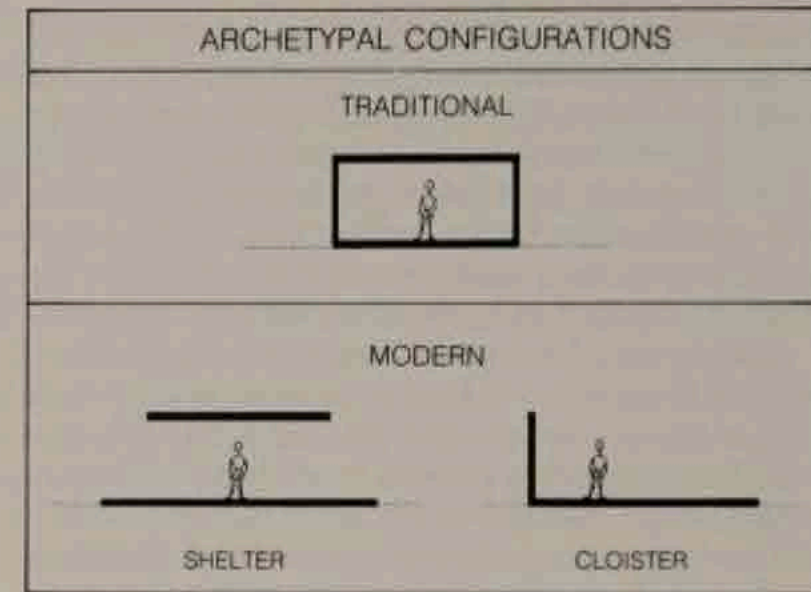 ARCHETYPAL CONFIGURATIONS
TRADITIONAL
MODERN
SHELTER
CLOISTER